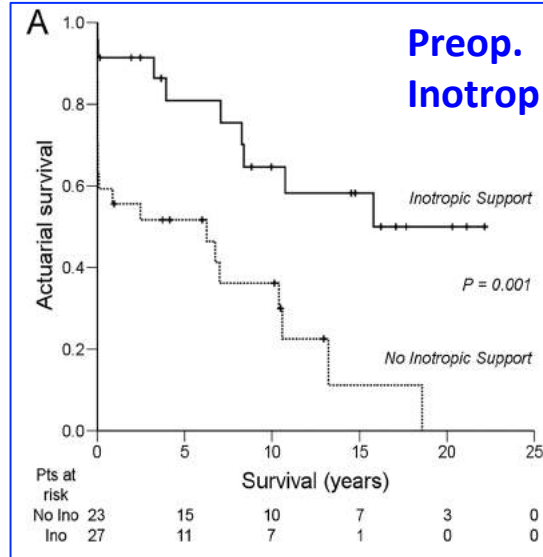 A
Preop.
Inotrop
1.0
0.8
0.6
0.4
0.2
0.0
Actuarial survival
Inotropic Support
P = 0.001
No Inotropic Support
0 5 10 15 20 25
Survival (years)
Pts at
risk
No Ino 23 15 10 7 3 0
Ino 27 11 7 1 0 0